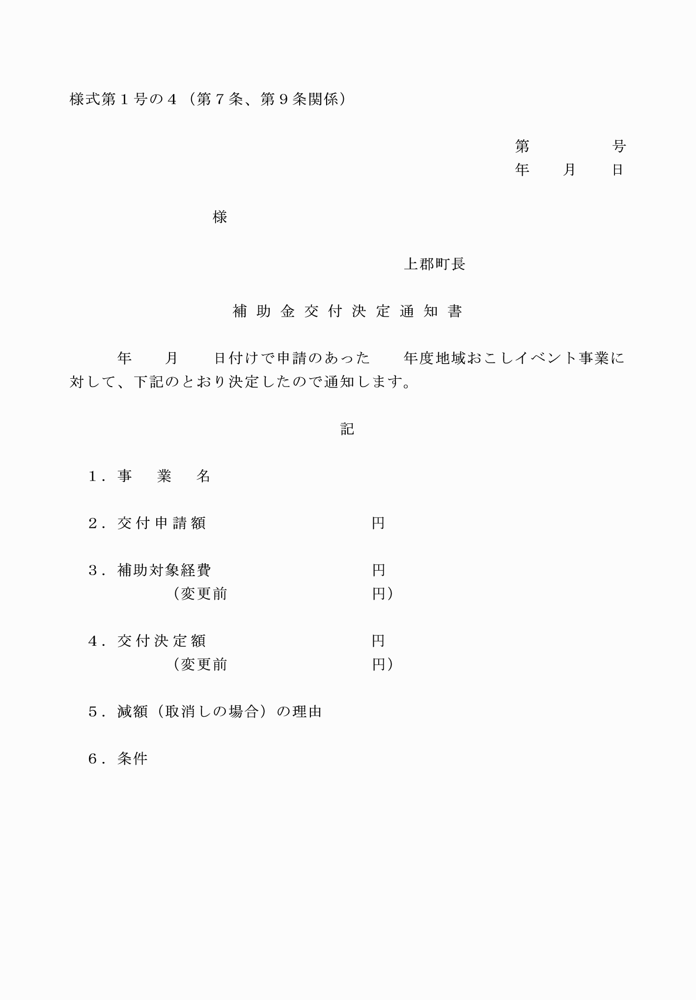 様式第１号の４（第７条、第９条関係）
第　　　　　号
年　　月　　日
様
上郡町長
補 助 金 交 付 決 定 通 知 書
年　　月　　日付けで申請のあった　　年度地域おこしイベント事業に
対して、下記のとおり決定したので通知します。
記
１．事　業　名
２．交付申請額　　　　　　　　　　円
３．補助対象経費　　　　　　　　　　円
（変更前　　　　　　　　　円）
４．交付決定額　　　　　　　　　　円
（変更前　　　　　　　　　円）
５．減額（取消しの場合）の理由
６．条件